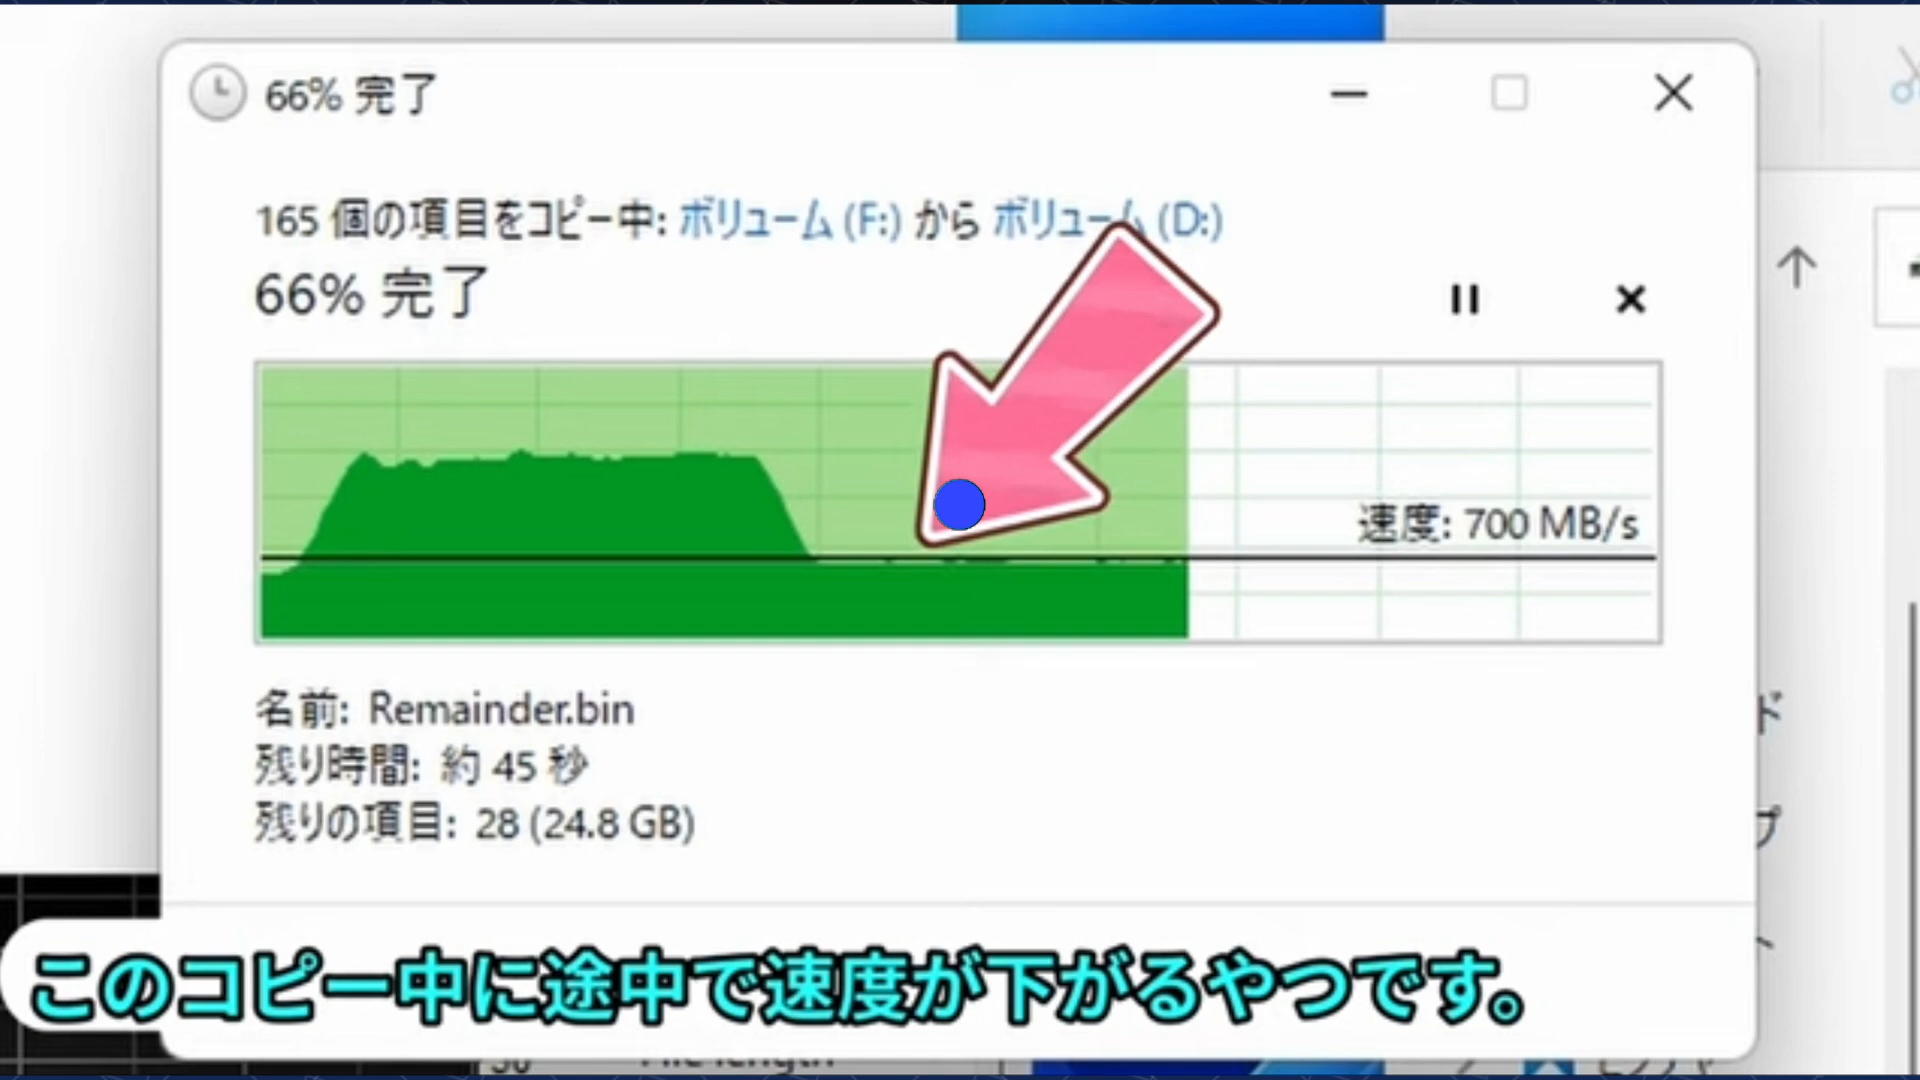 66% 完了
165 個の項目をコピー中: ボリューム (F:) から ボリューム (D:)
66% 完了
速度: 700 MB/s
名前: Remainder.bin
残り時間: 約 45 秒
残りの項目: 28 (24.8 GB)
このコピー中に途中で速度が下がるやつです。